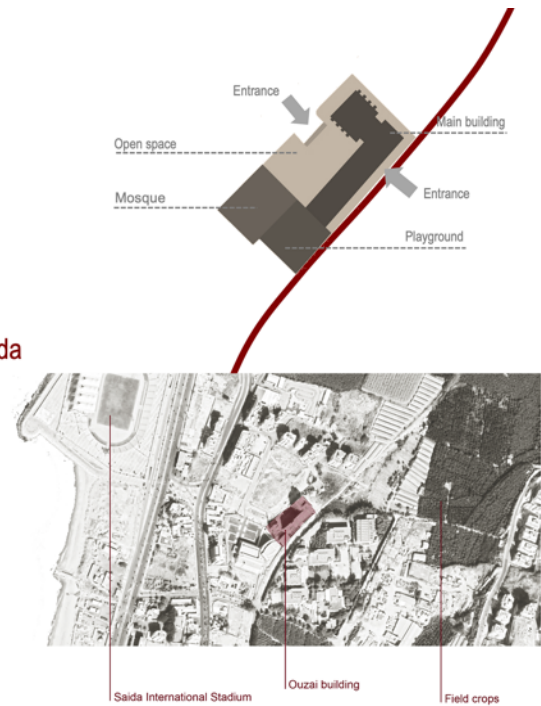 Entrance
Main building
Open space
Mosque
Entrance
Playground
da
Saida International Stadium
Ouzai building
Field crops